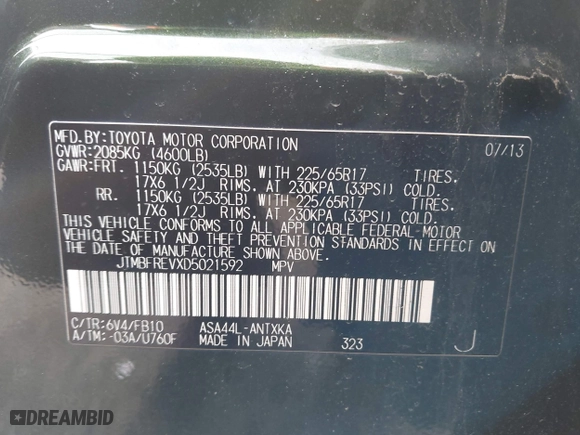 MFD.BY:TOYOTA MOTOR CORPORATION 07/13
GVWR:2085KG (4600LB)
GAWR:FRT. 1150KG (2535LB) WITH 225/65R17 TIRES.
17X6 1/2J RIMS. AT 230KPA (33PSI) COLD.
RR. 1150KG (2535LB) WITH 225/65R17 TIRES.
17X6 1/2J RIMS. AT 230KPA (33PSI) COLD.
THIS VEHICLE CONFORMS TO ALL APPLICABLE FEDERAL MOTOR
VEHICLE SAFETY AND THEFT PREVENTION STANDARDS IN EFFECT ON
THE DATE OF MANUFACTURE SHOWN ABOVE.
JTMBFREVXD5021592 MPV
C/TR:6V4/FB10 ASA44L-ANTXKA
A/TM:-03A/U760F MADE IN JAPAN 323 J
DREAMBID